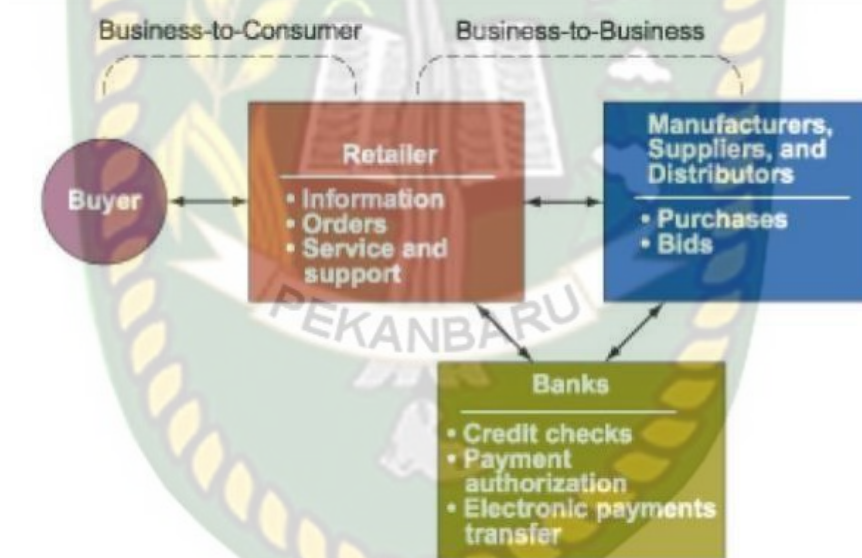 Business-to-Consumer
Business-to-Business
Buyer
Retailer
• Information
• Orders
• Service and
support
Manufacturers,
Suppliers, and
Distributors
• Purchases
• Bids
PEKANBARU
Banks
• Credit checks
• Payment
authorization
• Electronic payments
transfer